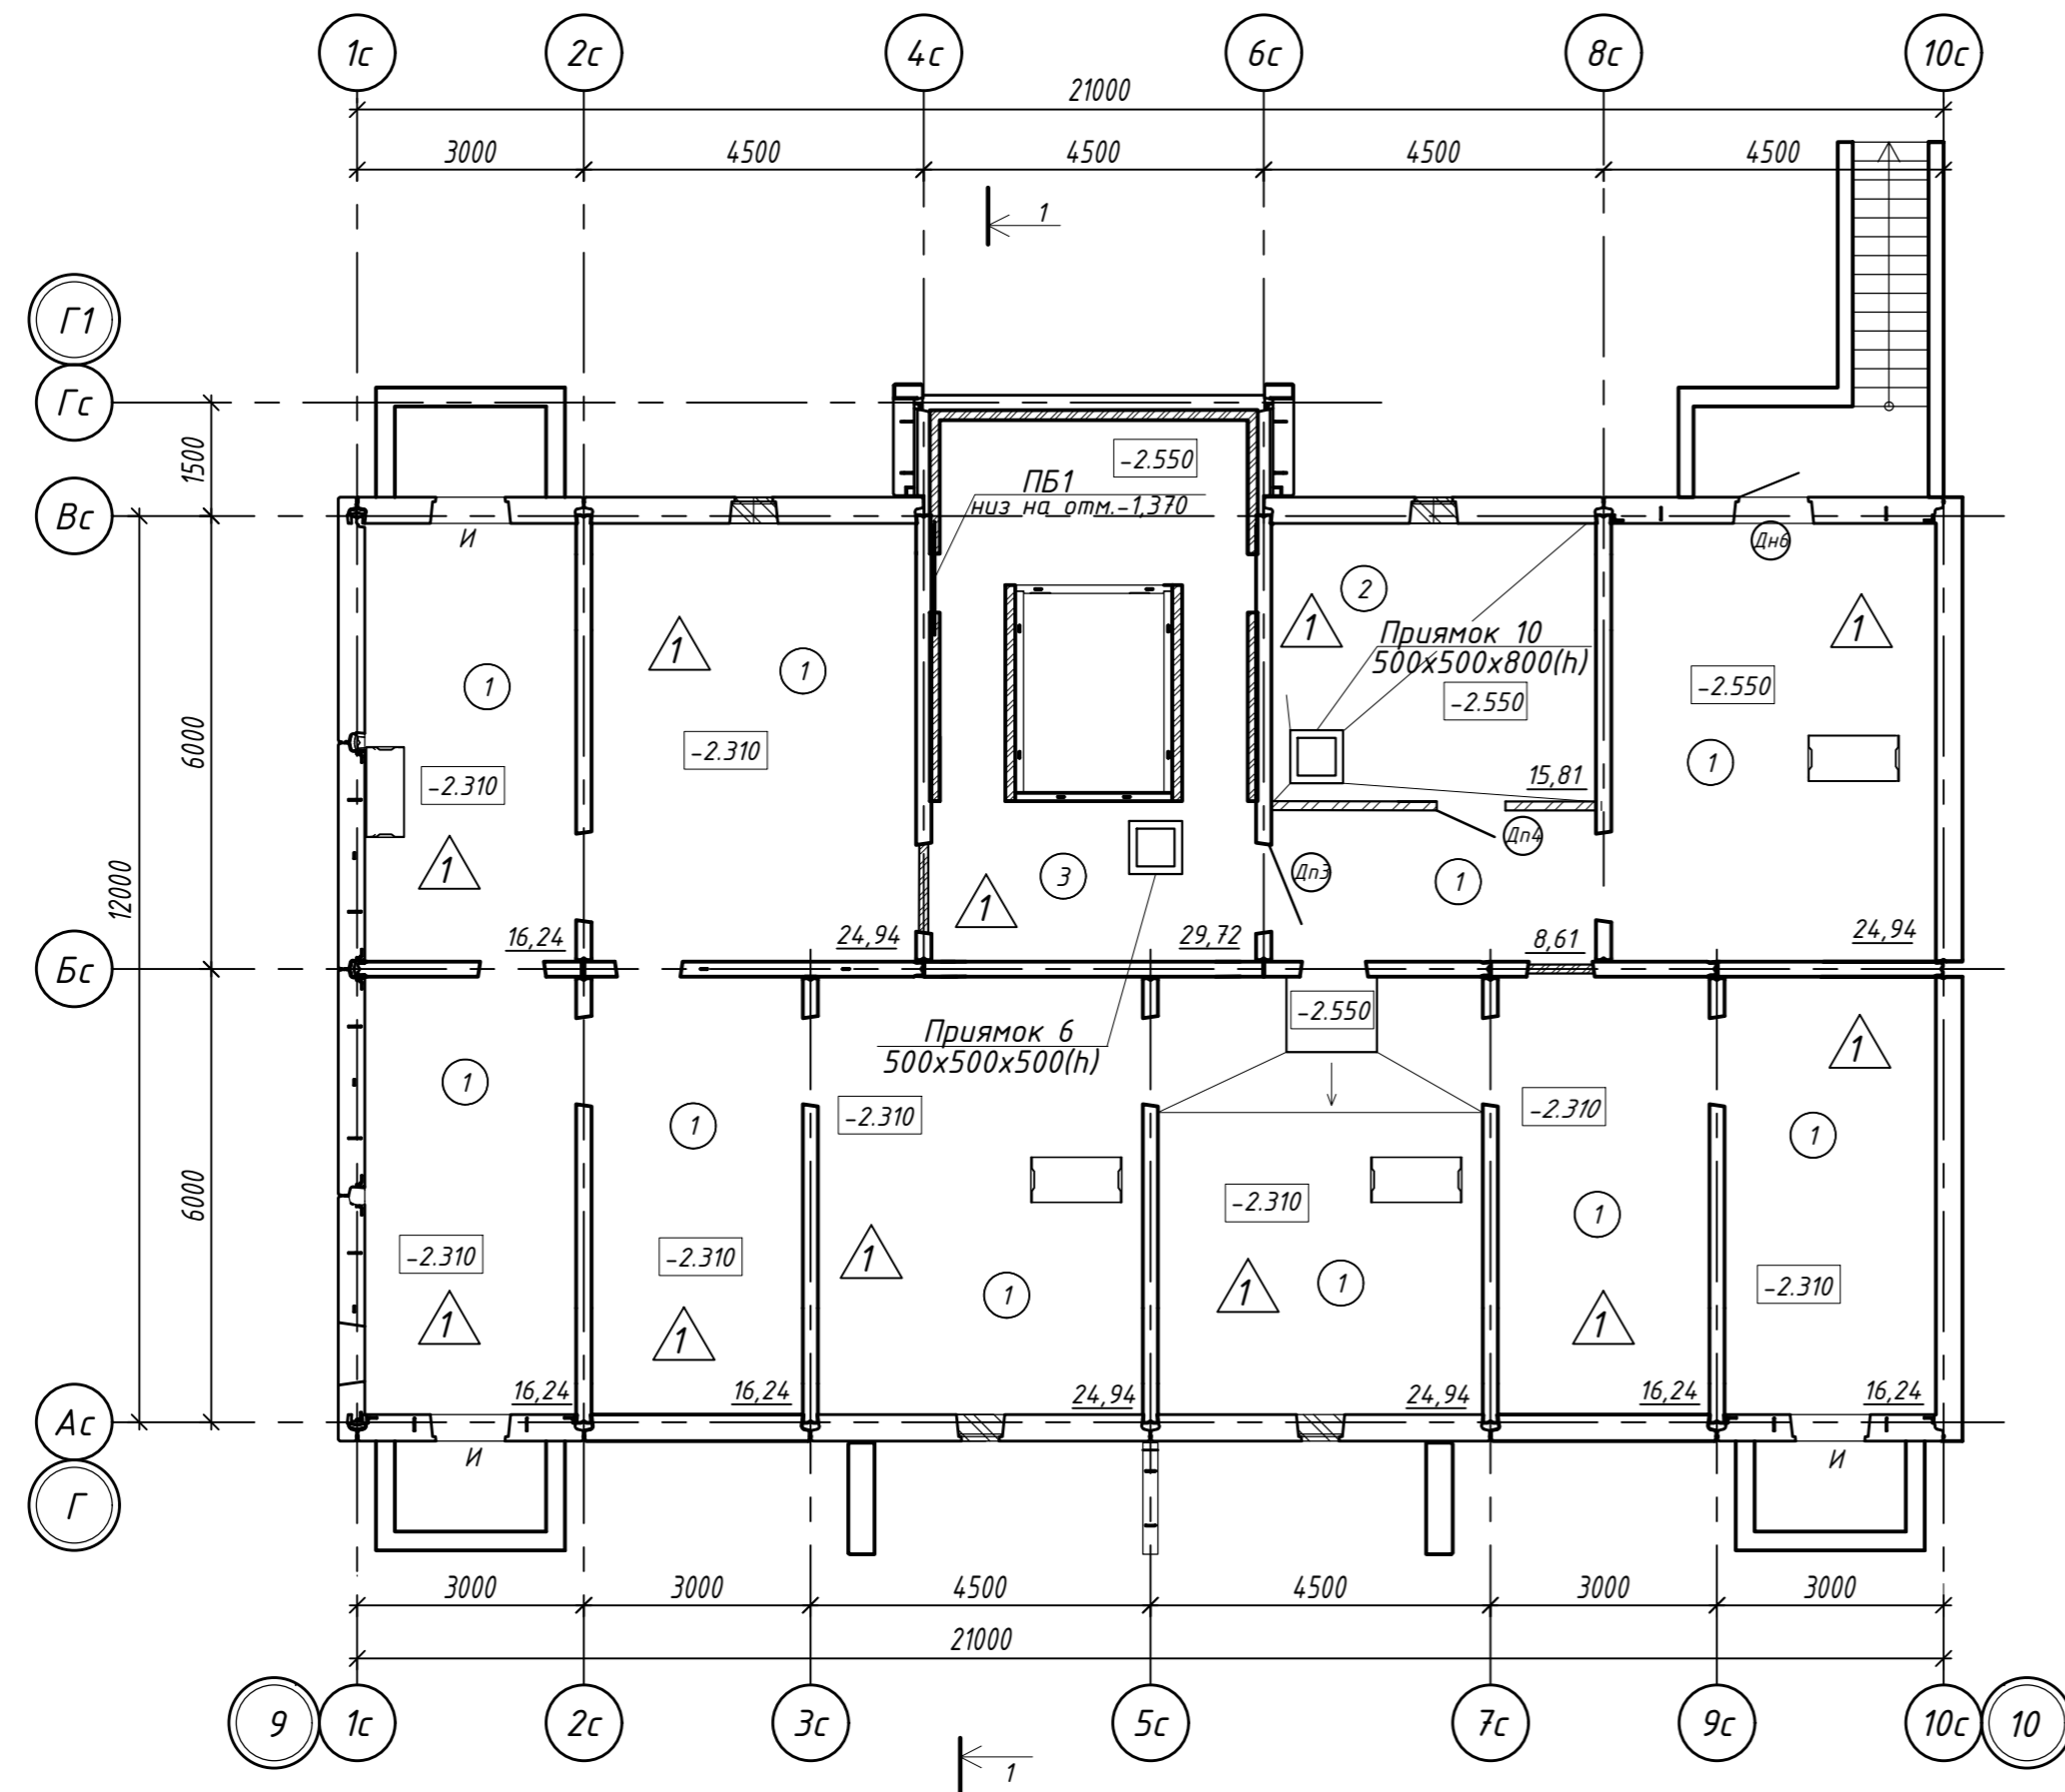 1с 2с 4с 6с 8с 10с
21000
3000 4500 4500 4500 4500
1
Г1
Гс
1500
-2.550
ПБ1
низ на отм.-1,370
Вс
И
Дн6
2
1
1
1
Приямок 10
500х500х800(h)
1
1
-2.550
-2.550
6000
-2.310
1
-2.310
15,81
Дп4
12000
1
3
Дп3
1
1
16,24
24,94
29,72
8,61
24,94
Бс
-2.550
Приямок 6
500х500х500(h)
1
1
-2.310
-2.310
1
1
6000
-2.310
1
-2.310
-2.310
1
1
-2.310
1
1
1
1
1
1
16,24
16,24
24,94
24,94
16,24
16,24
Ас
И
И
Г
3000 3000 4500 4500 3000 3000
21000
9 1с 2с 3с 5с 7с 9с 10с 10
1